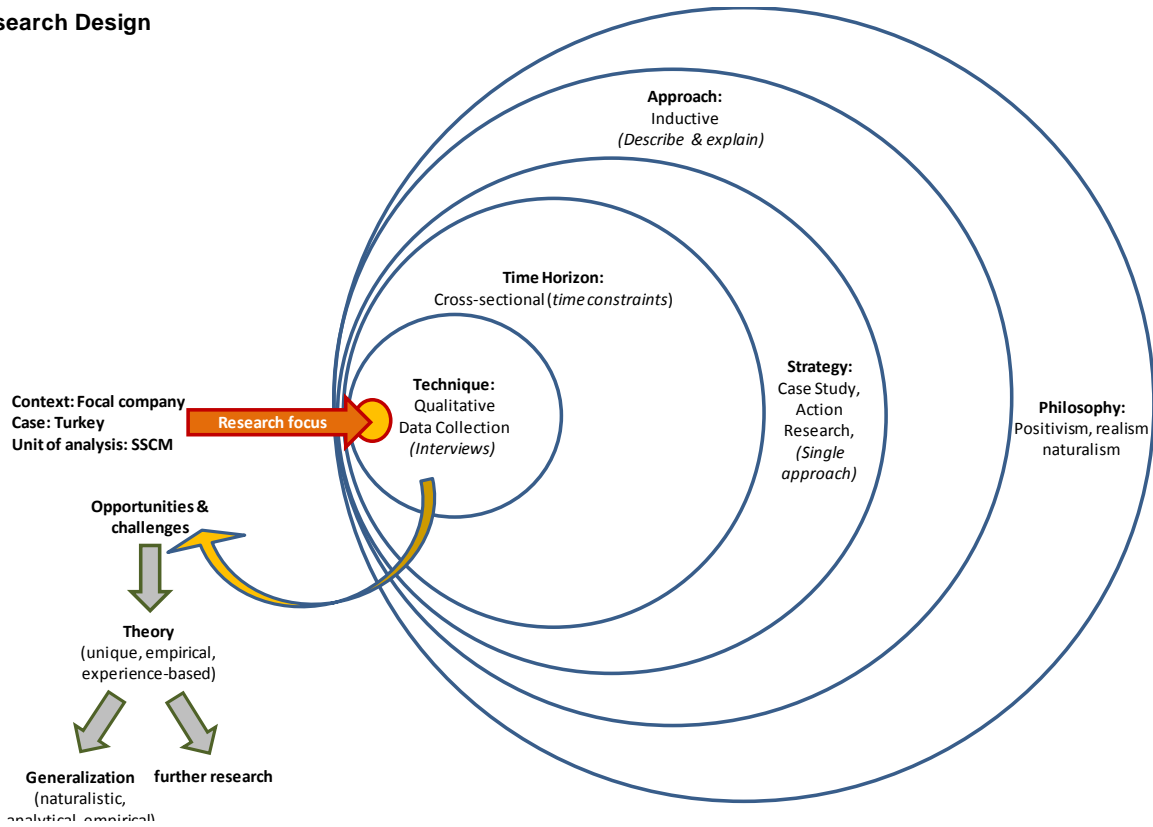 search Design
Approach:
Inductive
(Describe & explain)
Time Horizon:
Cross-sectional (time constraints)
Technique:
Qualitative
Data Collection
(Interviews)
Strategy:
Case Study,
Action
Research,
(Single
approach)
Philosophy:
Positivism, realism
naturalism
Context: Focal company
Case: Turkey
Unit of analysis: SSCM
Research focus
Opportunities &
challenges
Theory
(unique, empirical,
experience-based)
Generalization
(naturalistic,
analytical, empirical)
further research